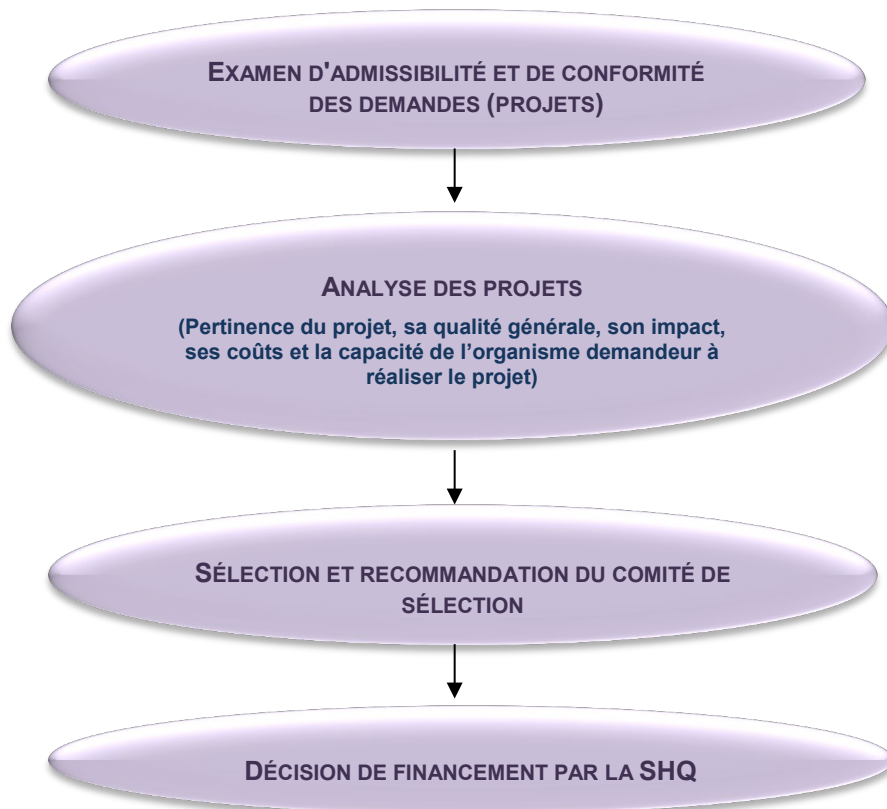 EXAMEN D'ADMISSIBILITÉ ET DE CONFORMITÉ
DES DEMANDES (PROJETS)
ANALYSE DES PROJETS
(Pertinence du projet, sa qualité générale, son impact,
ses coûts et la capacité de l’organisme demandeur à
réaliser le projet)
SÉLECTION ET RECOMMANDATION DU COMITÉ DE
SÉLECTION
DÉCISION DE FINANCEMENT PAR LA SHQ